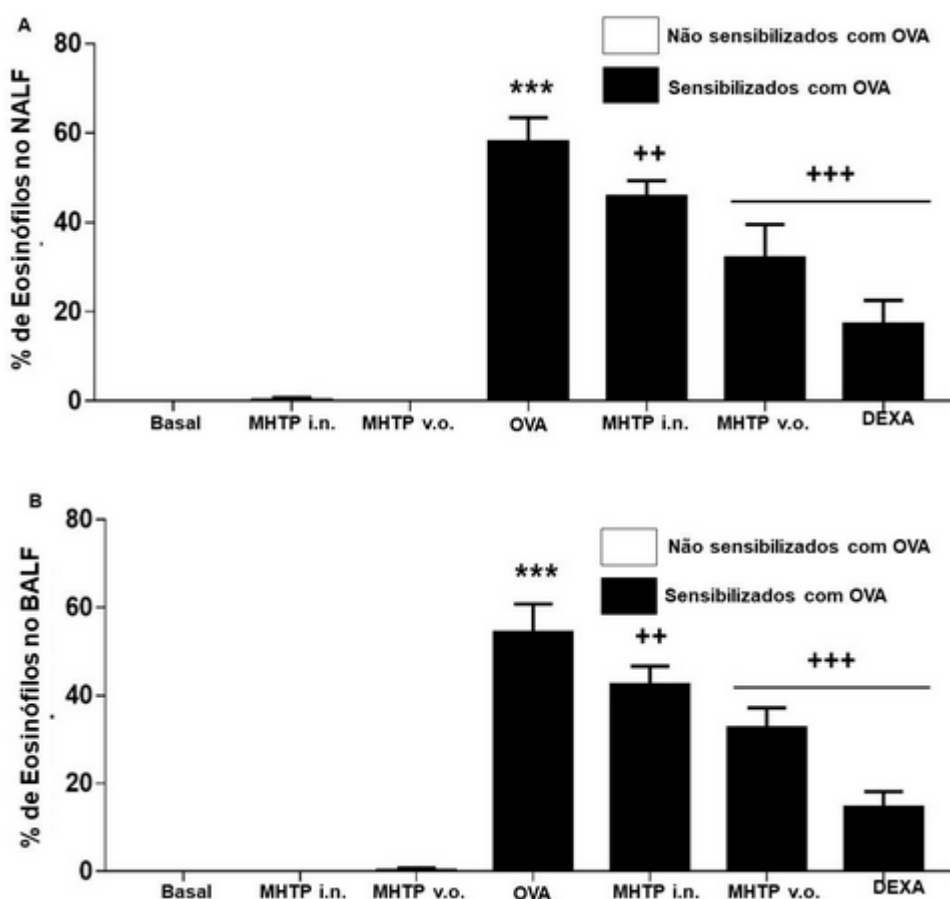 A
% de Eosinófilos no NALF
80
60
40
20
0
Não sensibilizados com OVA
Sensibilizados com OVA
***
++
+++
Basal MHTP i.n. MHTP v.o. OVA MHTP i.n. MHTP v.o. DEXA
B
% de Eosinófilos no BALF
80
60
40
20
0
Não sensibilizados com OVA
Sensibilizados com OVA
***
++
+++
Basal MHTP i.n. MHTP v.o. OVA MHTP i.n. MHTP v.o. DEXA